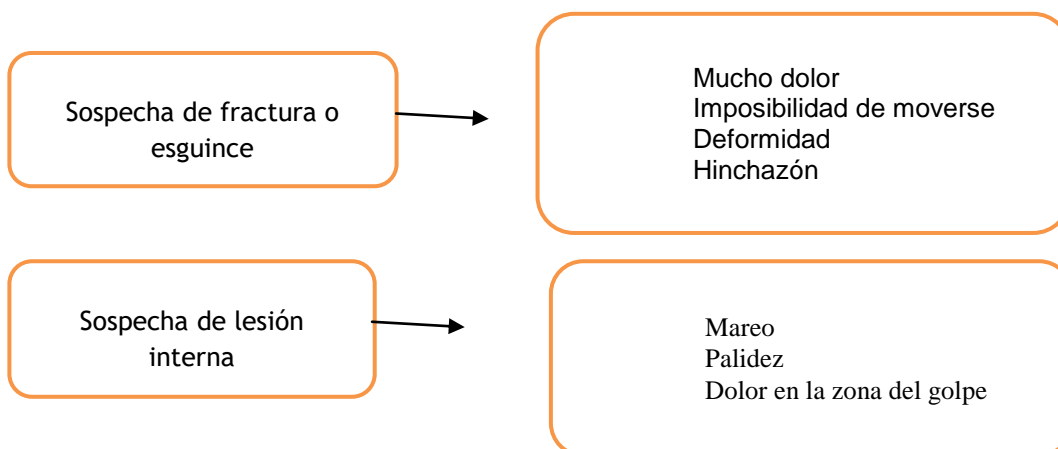 Sospecha de fractura o
esguince
Mucho dolor
Imposibilidad de moverse
Deformidad
Hinchazón
Sospecha de lesión
interna
Mareo
Palidez
Dolor en la zona del golpe